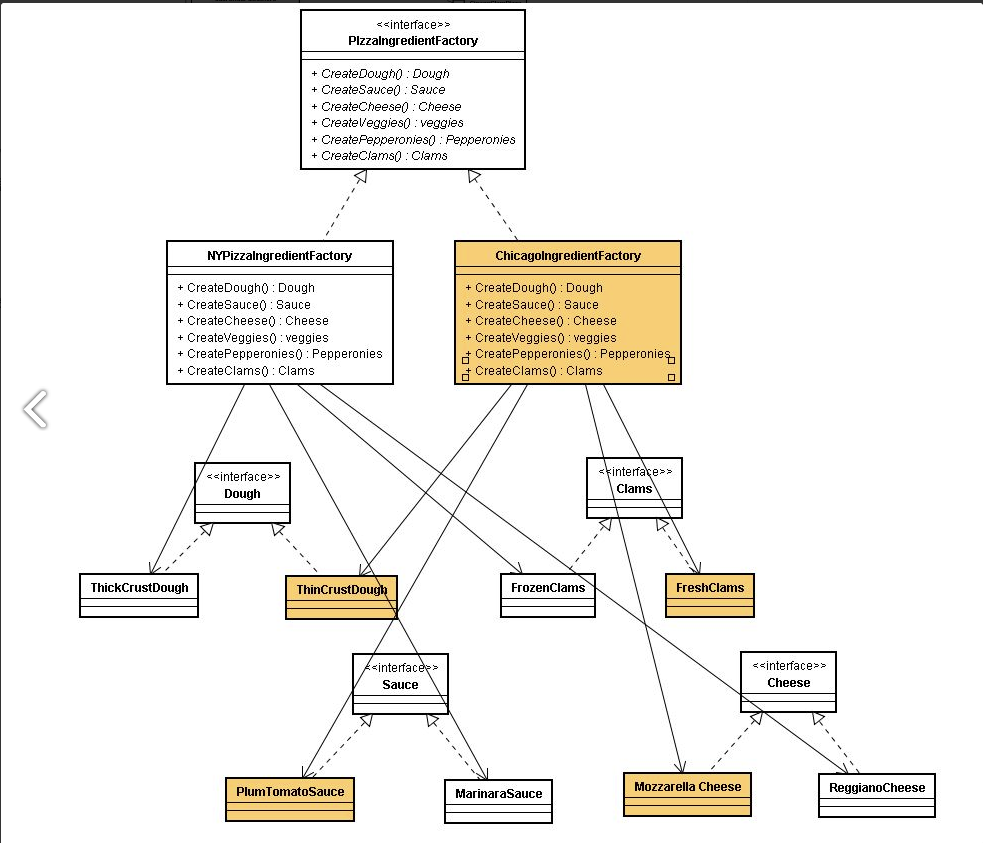 <<interface>>
PIzzaIngredientFactory
+ CreateDough() : Dough
+ CreateSauce() : Sauce
+ CreateCheese() : Cheese
+ CreateVeggies() : veggies
+ CreatePepperonies() : Pepperonies
+ CreateClams() : Clams
NYPizzaIngredientFactory
+ CreateDough() : Dough
+ CreateSauce() : Sauce
+ CreateCheese() : Cheese
+ CreateVeggies() : veggies
+ CreatePepperonies() : Pepperonies
+ CreateClams() : Clams
ChicagoIngredientFactory
+ CreateDough() : Dough
+ CreateSauce() : Sauce
+ CreateCheese() : Cheese
+ CreateVeggies() : veggies
+ CreatePepperonies() : Pepperonies
+ CreateClams() : Clams
<<interface>>
Dough
<<interface>>
Clams
ThickCrustDough
ThinCrustDough
FrozenClams
FreshClams
<<interface>>
Sauce
<<interface>>
Cheese
PlumTomatoSauce
MarinaraSauce
Mozzarella Cheese
ReggianoCheese